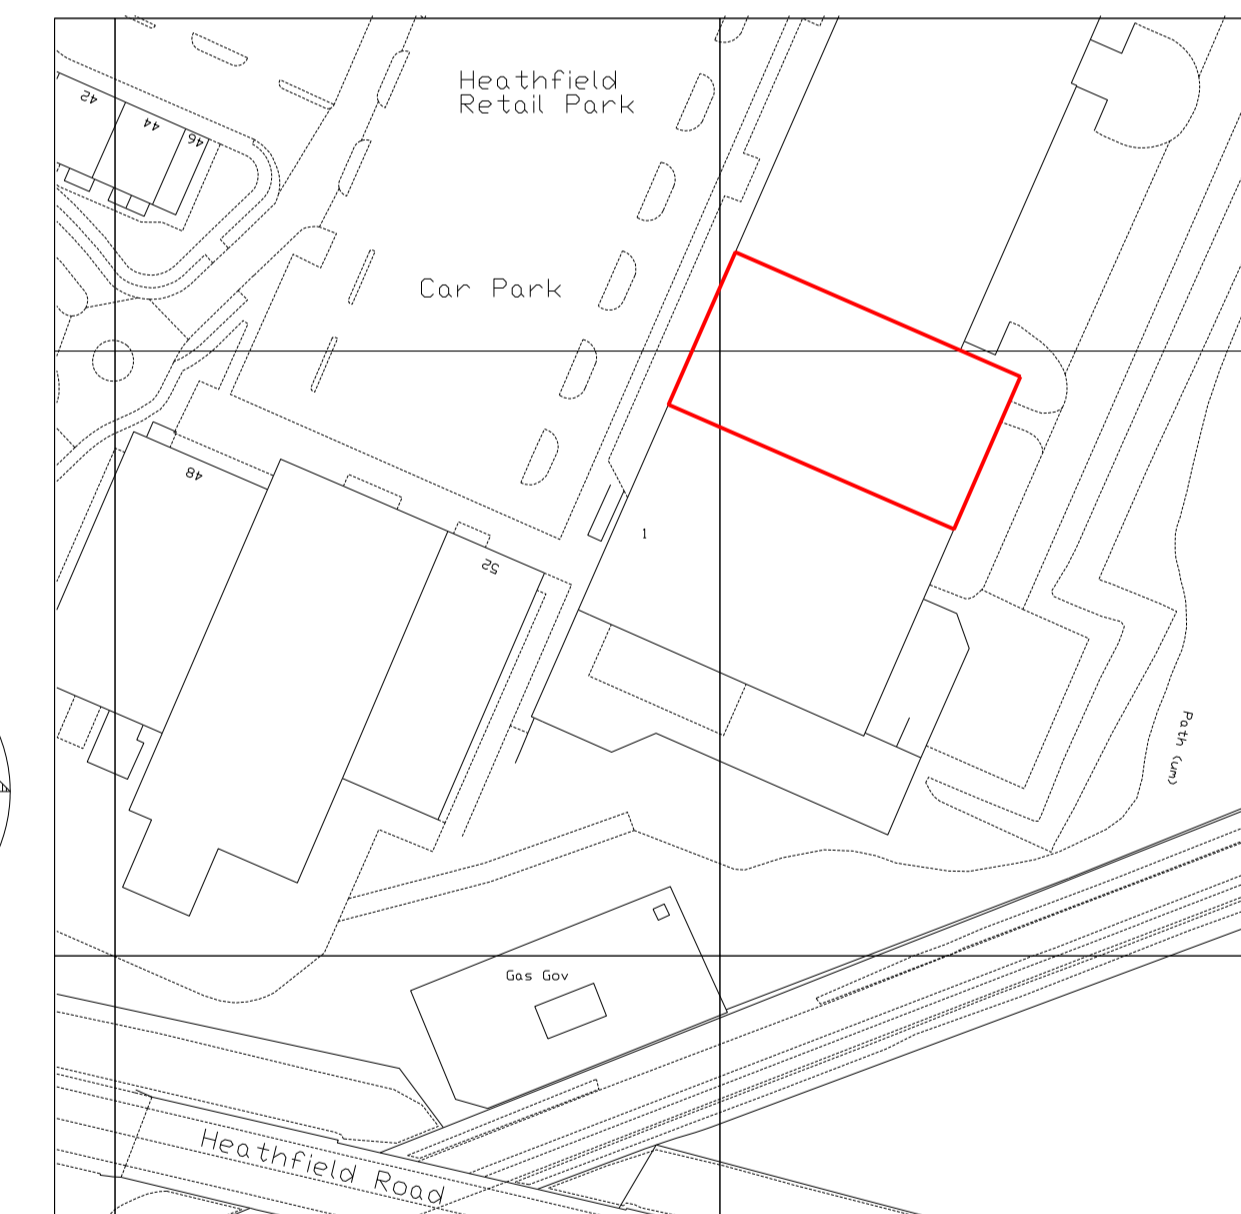 Heathfield
Retail Park
42
44
46
Car Park
48
52
1
Path (um)
Gas Gov
Heathfield Road